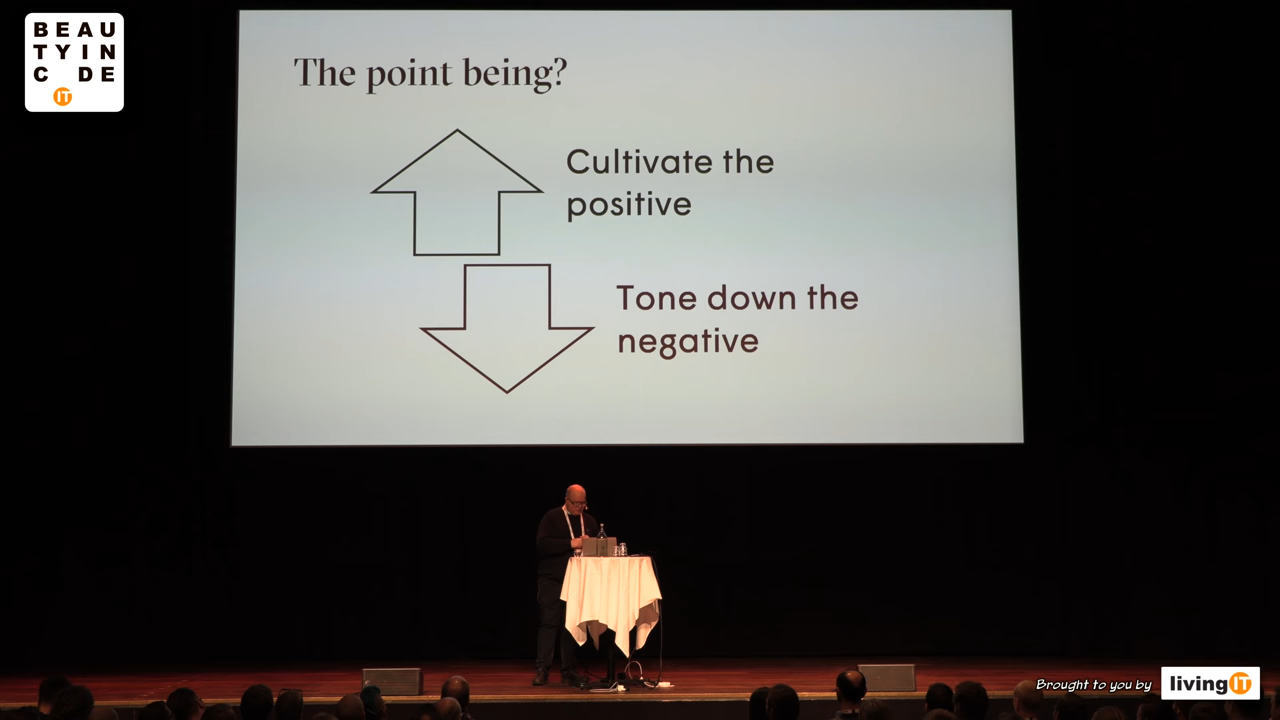 BEAU
TYIN
C DE
IT
The point being?
Cultivate the
positive
Tone down the
negative
Brought to you by
livingIT